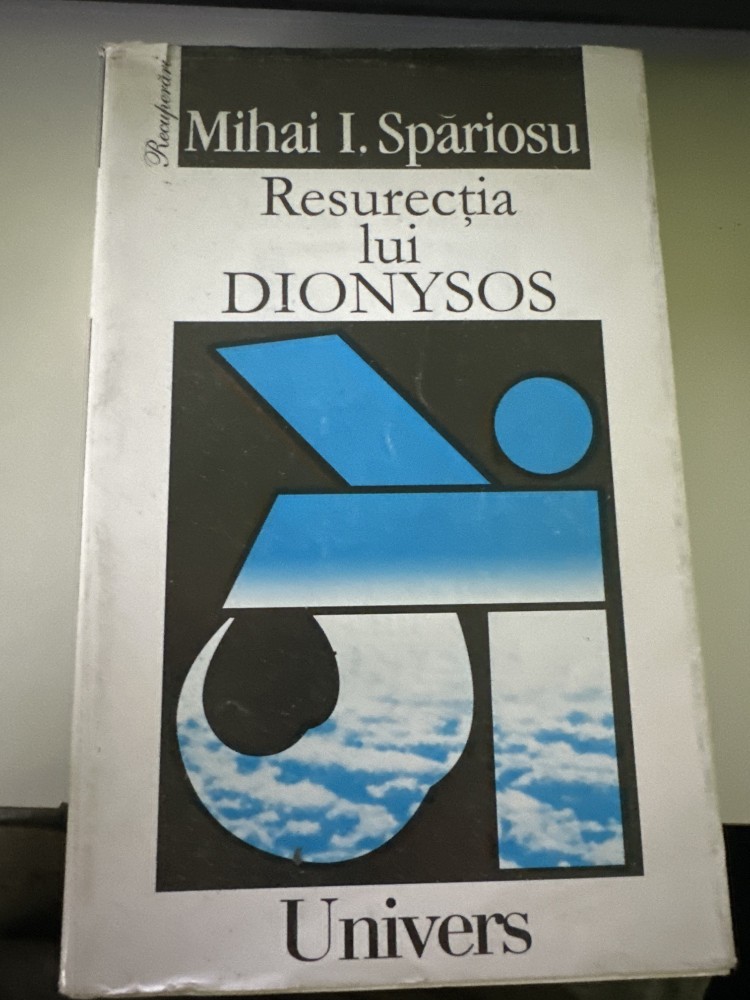 Recuperări
Mihai I. Spăriosu
Resurecția
lui
DIONYSOS
Univers